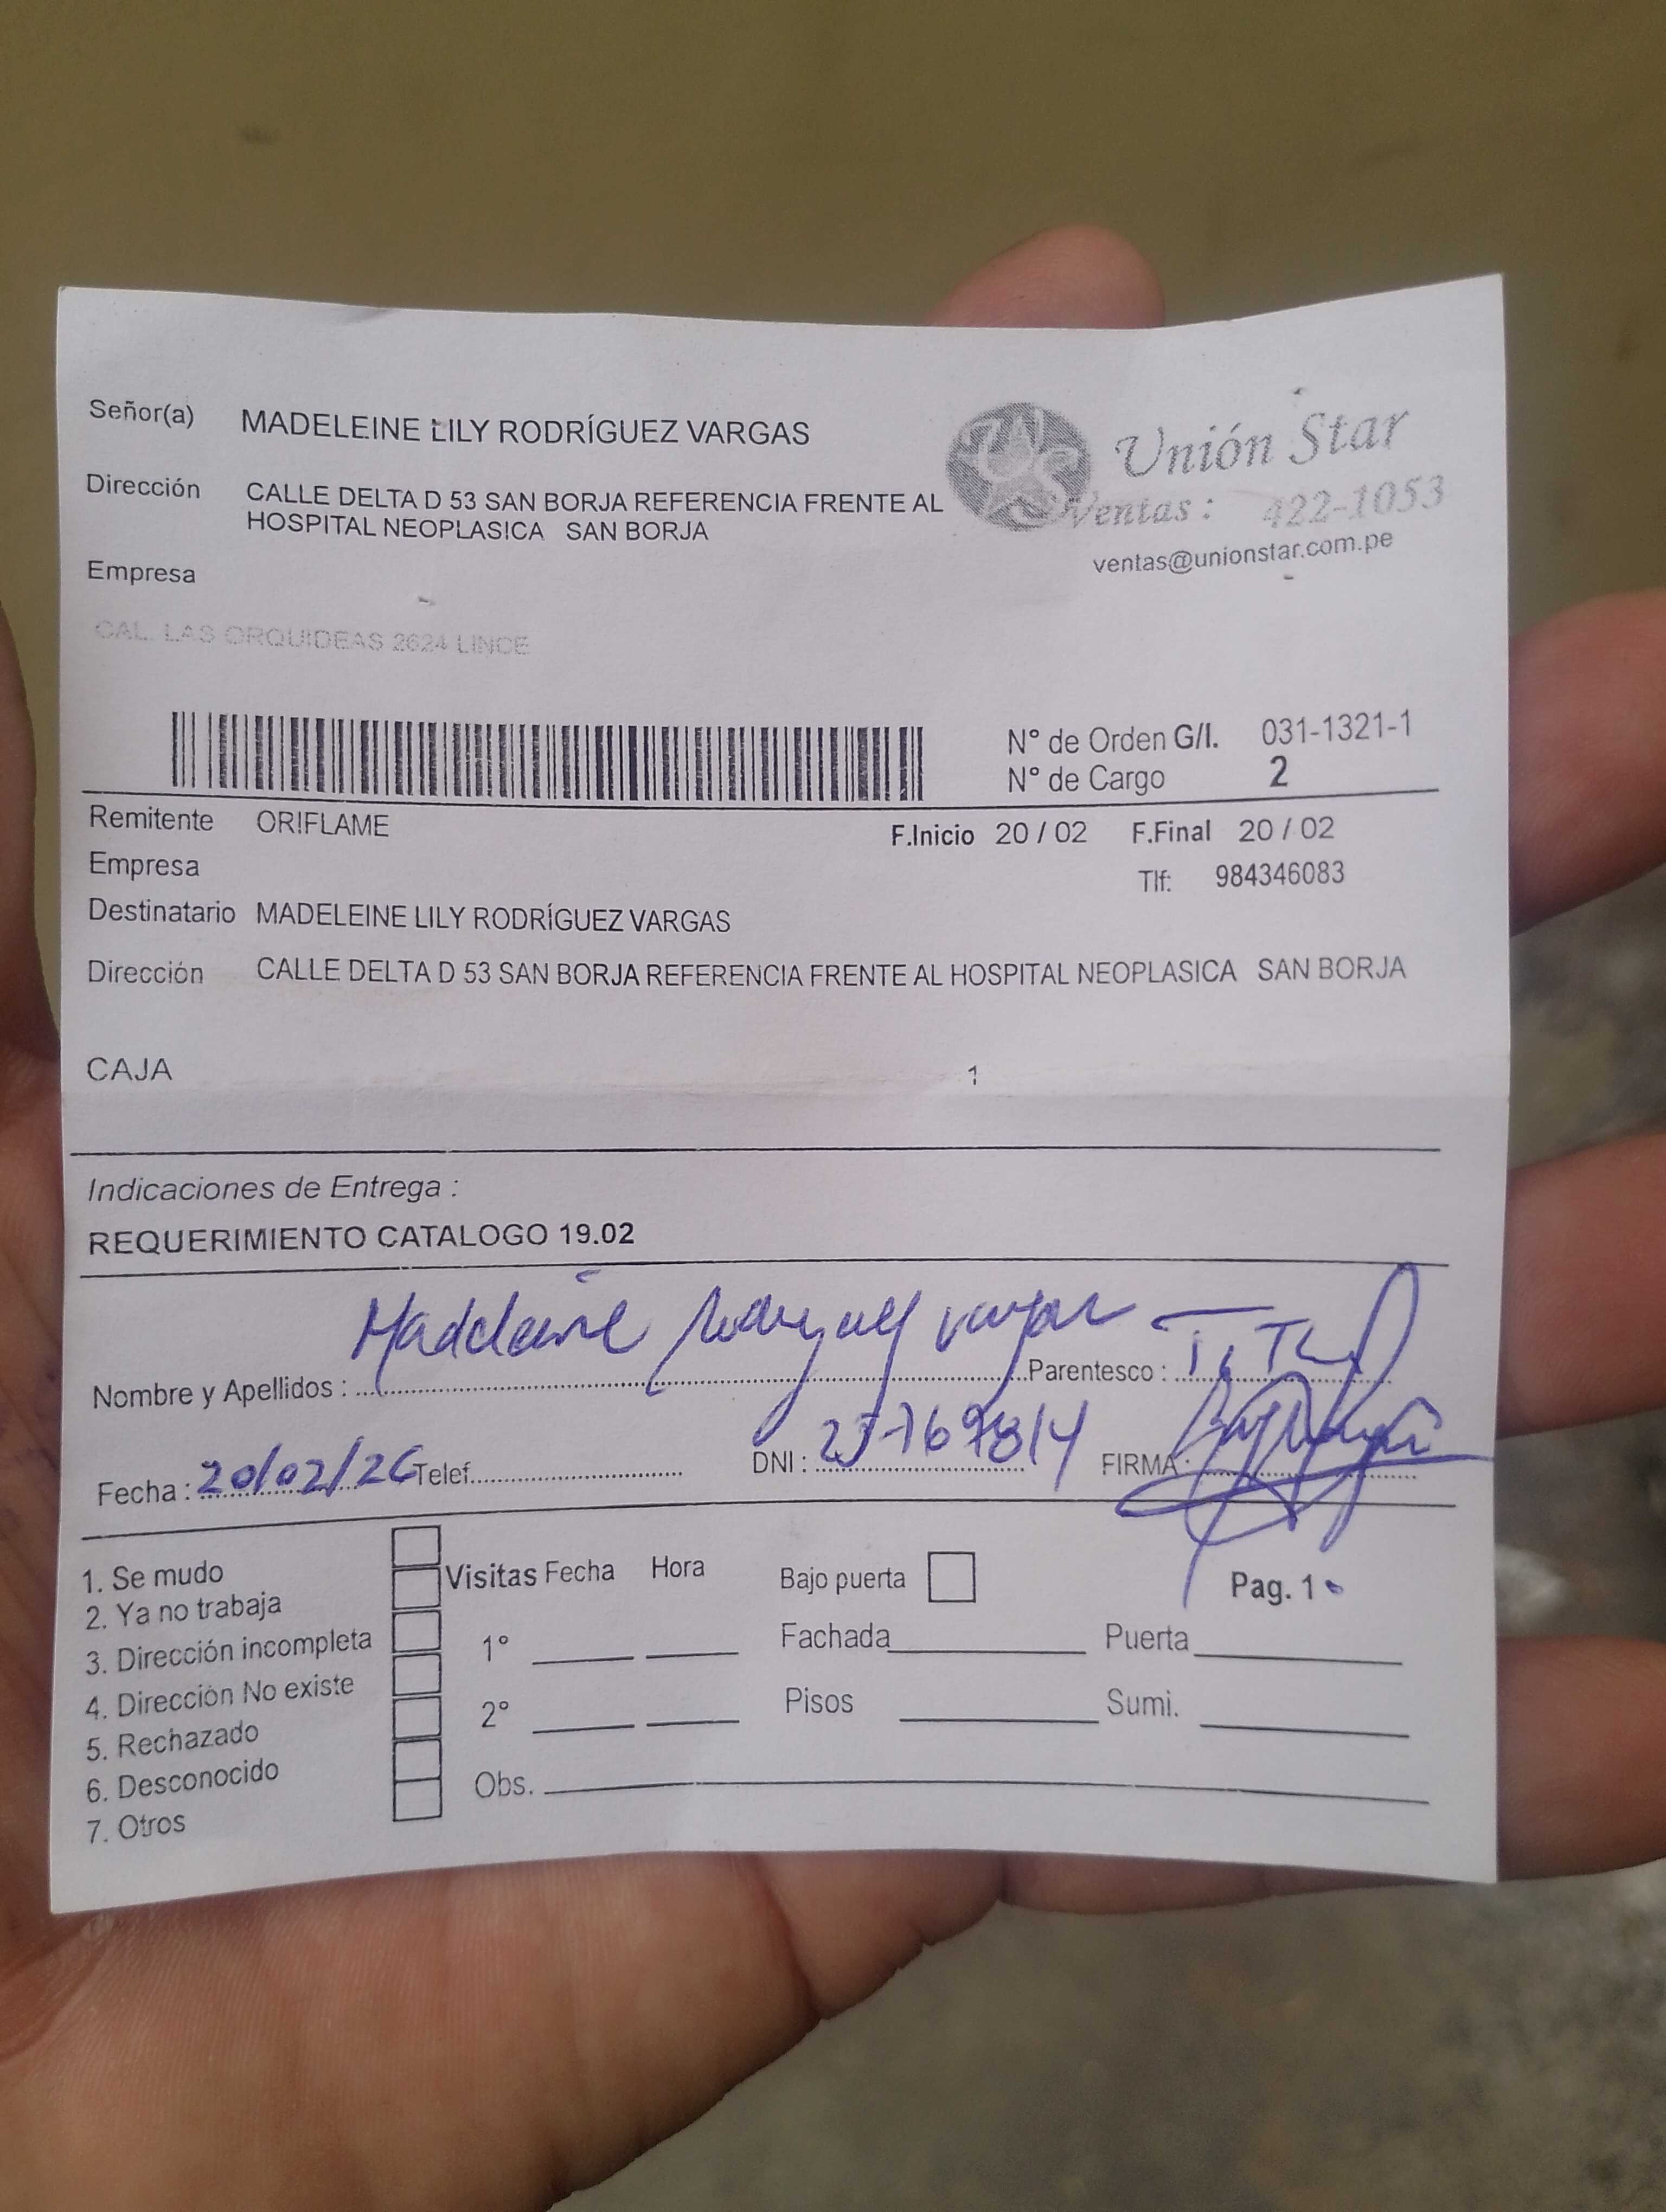 Señor(a) MADELEINE LILY RODRÍGUEZ VARGAS
Unión Star
Dirección CALLE DELTA D 53 SAN BORJA REFERENCIA FRENTE AL
HOSPITAL NEOPLASICA SAN BORJA
Ventas: 422-1053
ventas@unionstar.com.pe
Empresa
CAL. LAS ORQUIDEAS 2624 LINCE
N° de Orden G/I. 031-1321-1
N° de Cargo 2
Remitente ORIFLAME
F.Inicio 20 / 02 F.Final 20 / 02
Empresa
Tlf: 984346083
Destinatario MADELEINE LILY RODRÍGUEZ VARGAS
Dirección CALLE DELTA D 53 SAN BORJA REFERENCIA FRENTE AL HOSPITAL NEOPLASICA SAN BORJA
CAJA 1
Indicaciones de Entrega :
REQUERIMIENTO CATALOGO 19.02
Nombre y Apellidos : Madeleine Rodriguez Vargas Parentesco :
Fecha : 20/02/26 Telef. DNI : 25769814 FIRMA :
1. Se mudo
2. Ya no trabaja
3. Dirección incompleta
4. Dirección No existe
5. Rechazado
6. Desconocido
7. Otros
Visitas Fecha Hora
1°
2°
Obs.
Bajo puerta
Pag. 1
Fachada Puerta
Pisos Sumi.